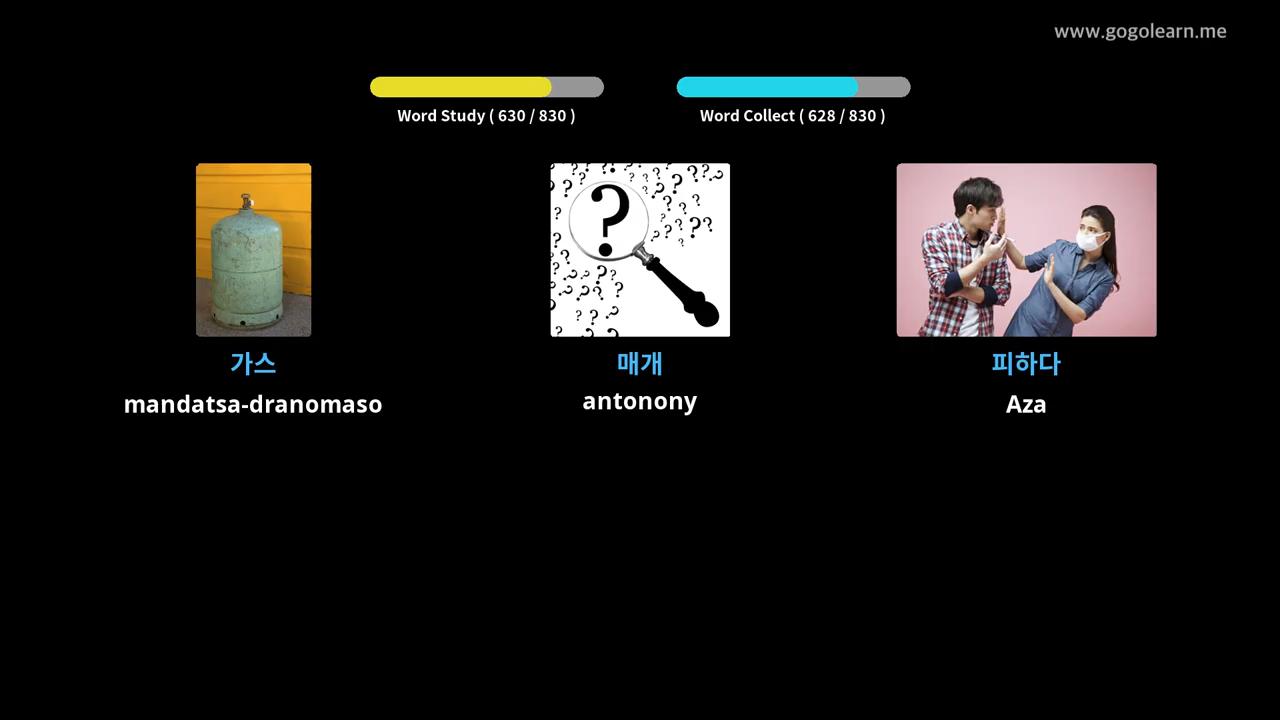 www.gogolearn.me
Word Study ( 630 / 830 )
Word Collect ( 628 / 830 )
가스
매개
피하다
mandatsa-dranomaso
antonony
Aza